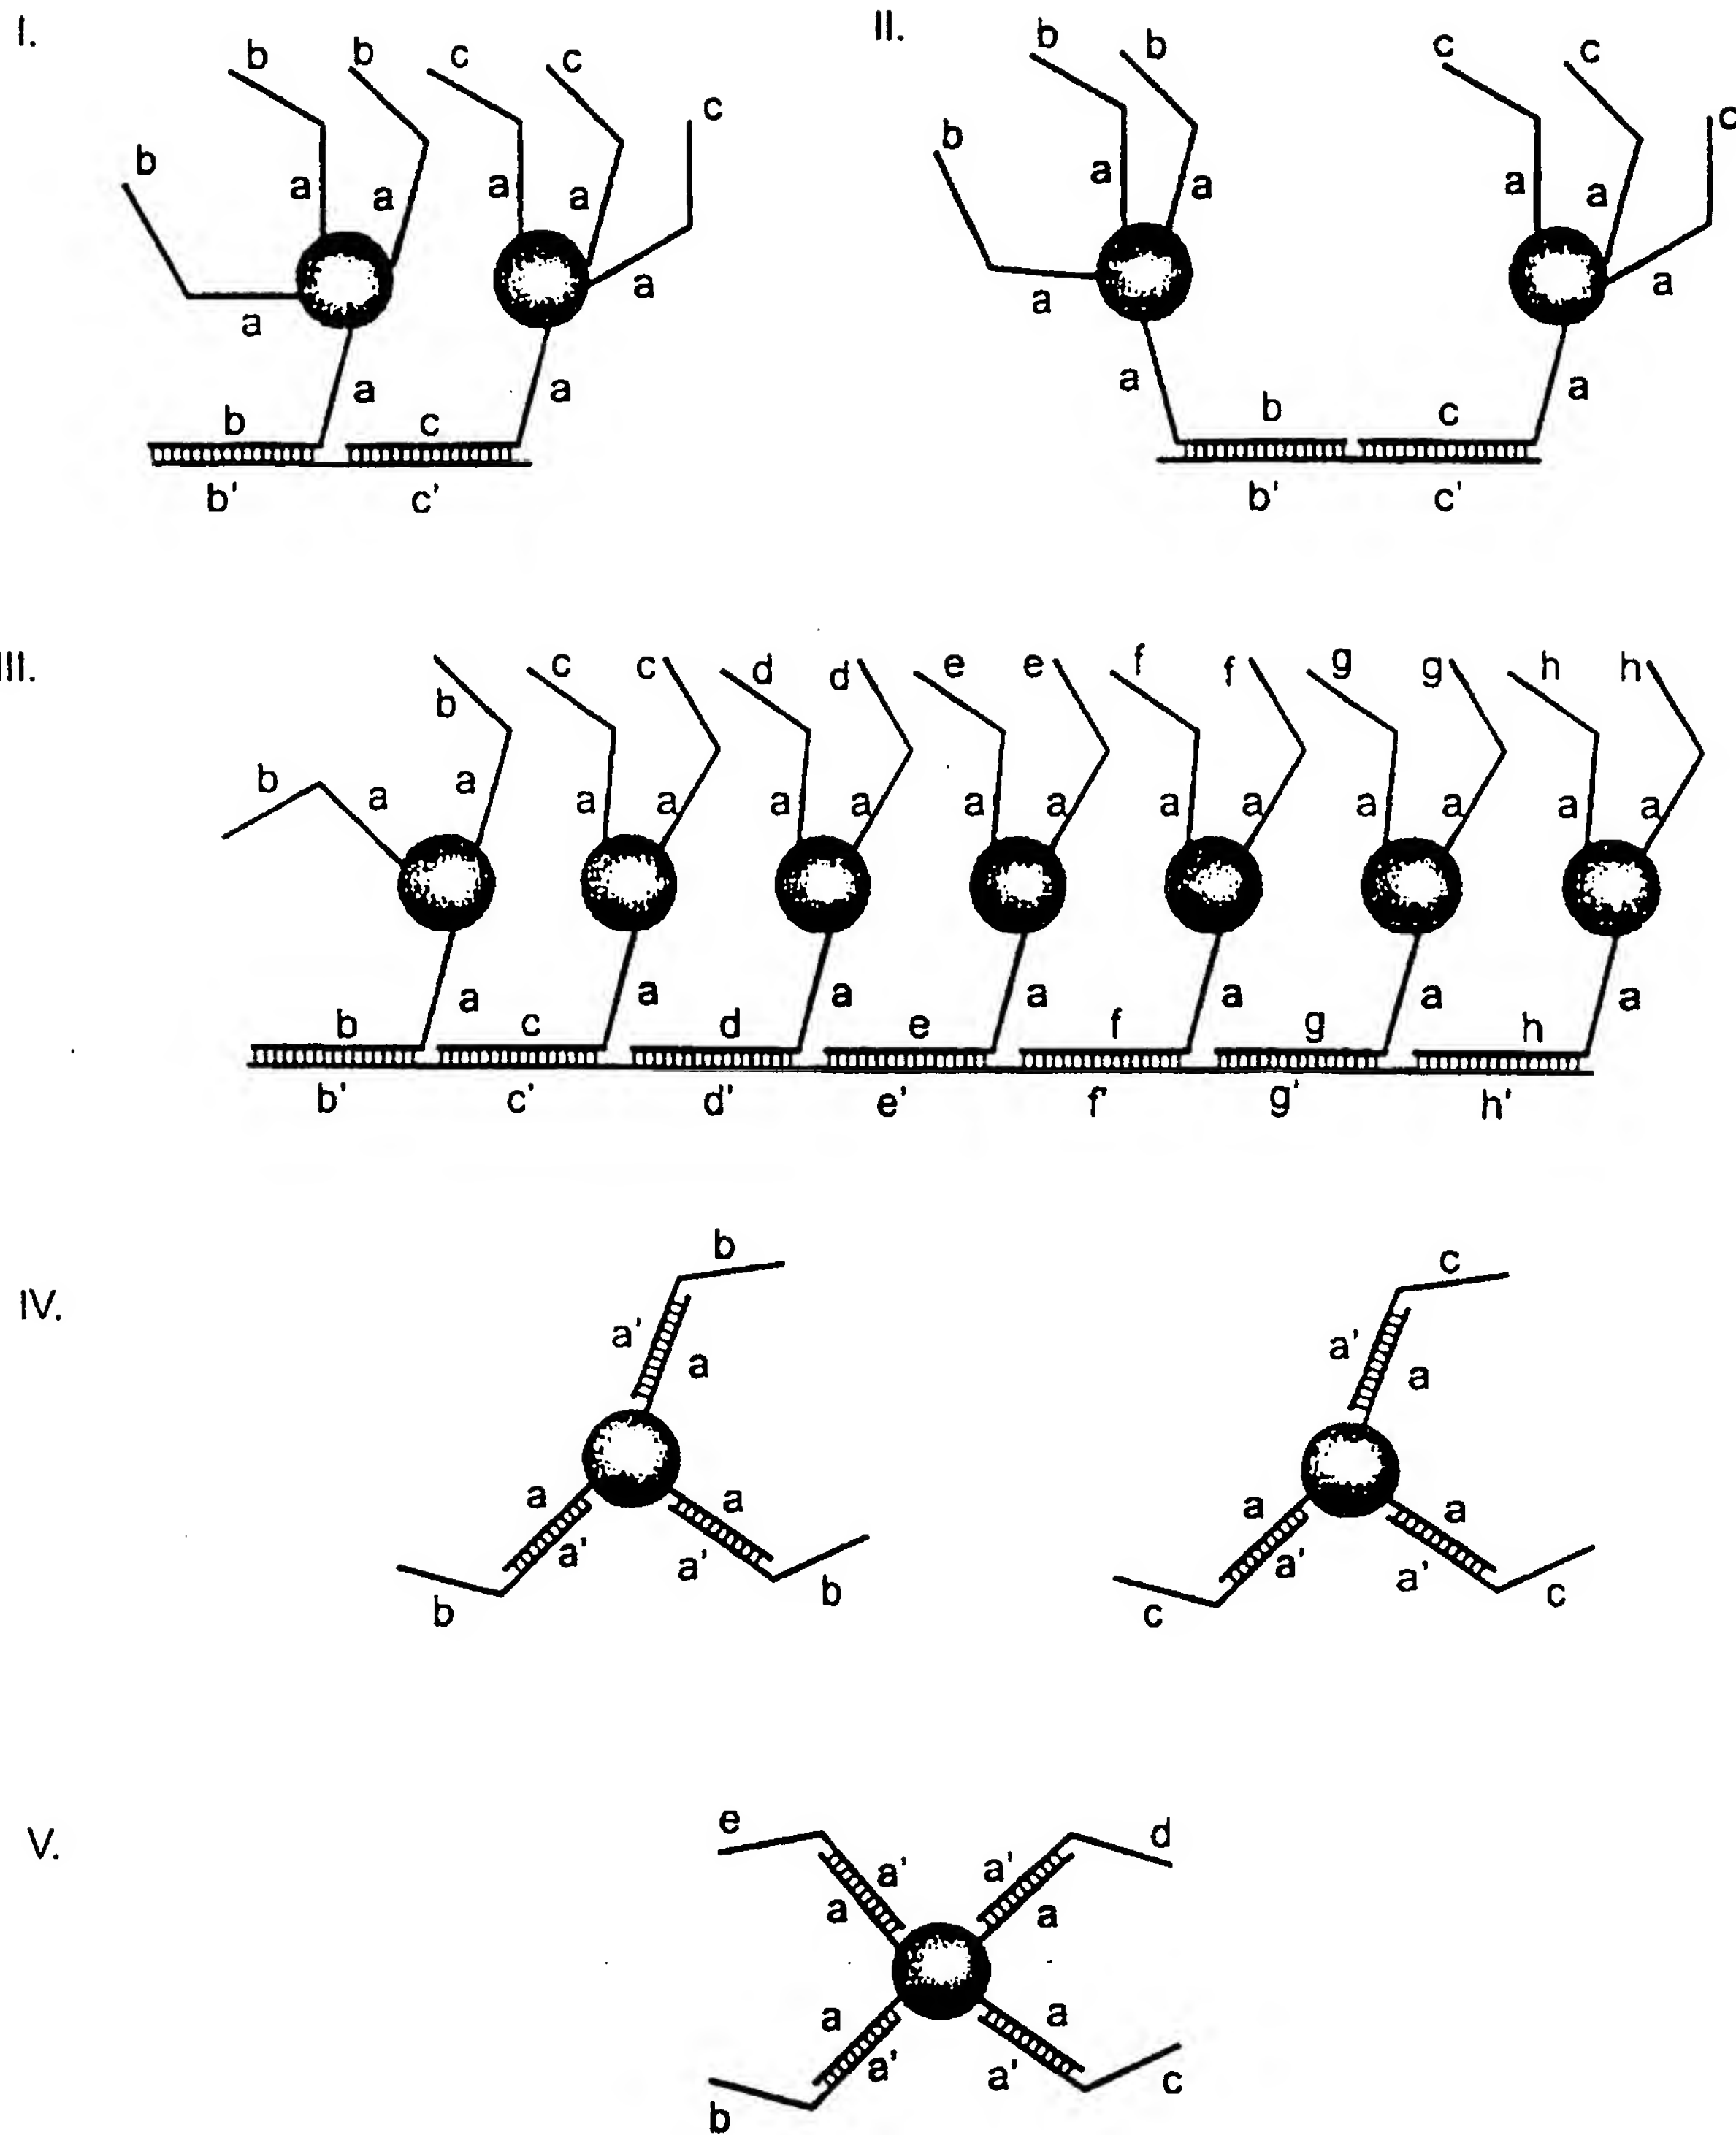 I.
b b c c c
b
a a a a
a a
a a
b c
b' c'
II.
b b c c c
b
a a a a
a a
a a
b c
b' c'
III.
b c c d d e e f f g g h h
b a a a a a a a a a a a a a a
a a a a a a a
b c d e f g h
b' c' d' e' f' g' h'
IV.
b c
a' a a' a
a a a a
a' a' a' a'
b b c c
V.
e d
a' a'
a a
a a
a' a'
b c